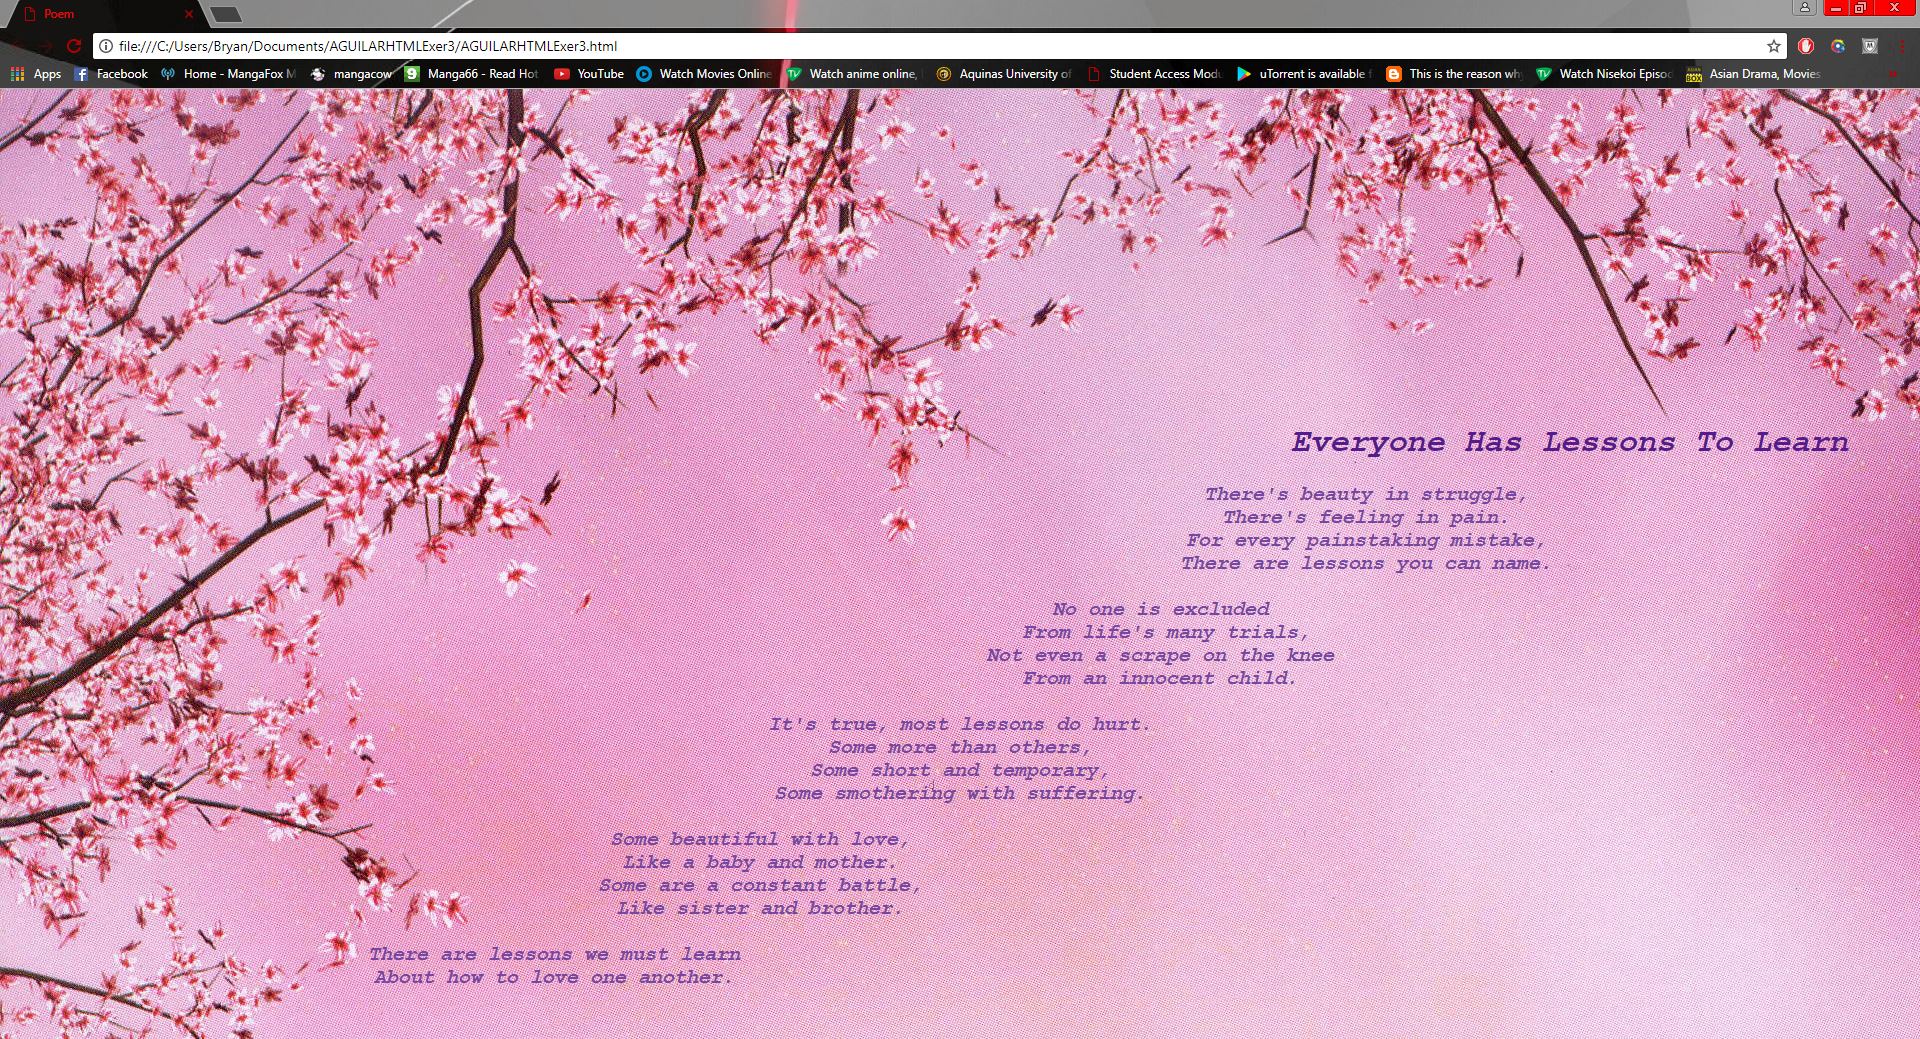 Poem
file:///C:/Users/Bryan/Documents/AGUILARHTMLExer3/AGUILARHTMLExer3.html
Apps Facebook Home - MangaFox M mangacow Manga66 - Read Hot YouTube Watch Movies Online Watch anime online, Aquinas University of Student Access Modu uTorrent is available f This is the reason why Watch Nisekoi Episod Asian Drama, Movies
Everyone Has Lessons To Learn
There's beauty in struggle,
There's feeling in pain.
For every painstaking mistake,
There are lessons you can name.
No one is excluded
From life's many trials,
Not even a scrape on the knee
From an innocent child.
It's true, most lessons do hurt.
Some more than others,
Some short and temporary,
Some smothering with suffering.
Some beautiful with love,
Like a baby and mother.
Some are a constant battle,
Like sister and brother.
There are lessons we must learn
About how to love one another.